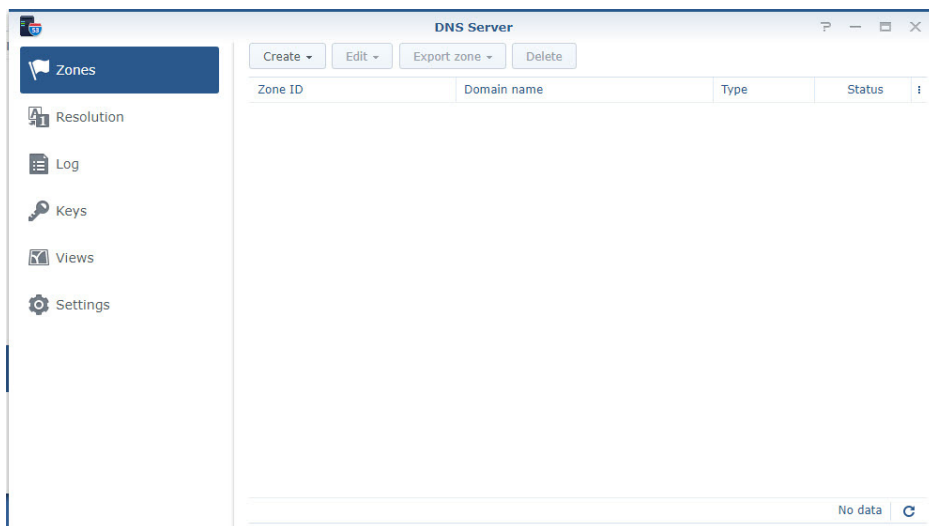 DNS Server
Zones
Resolution
Log
Keys
Views
Settings
Create Edit Export zone Delete
Zone ID Domain name Type Status
No data